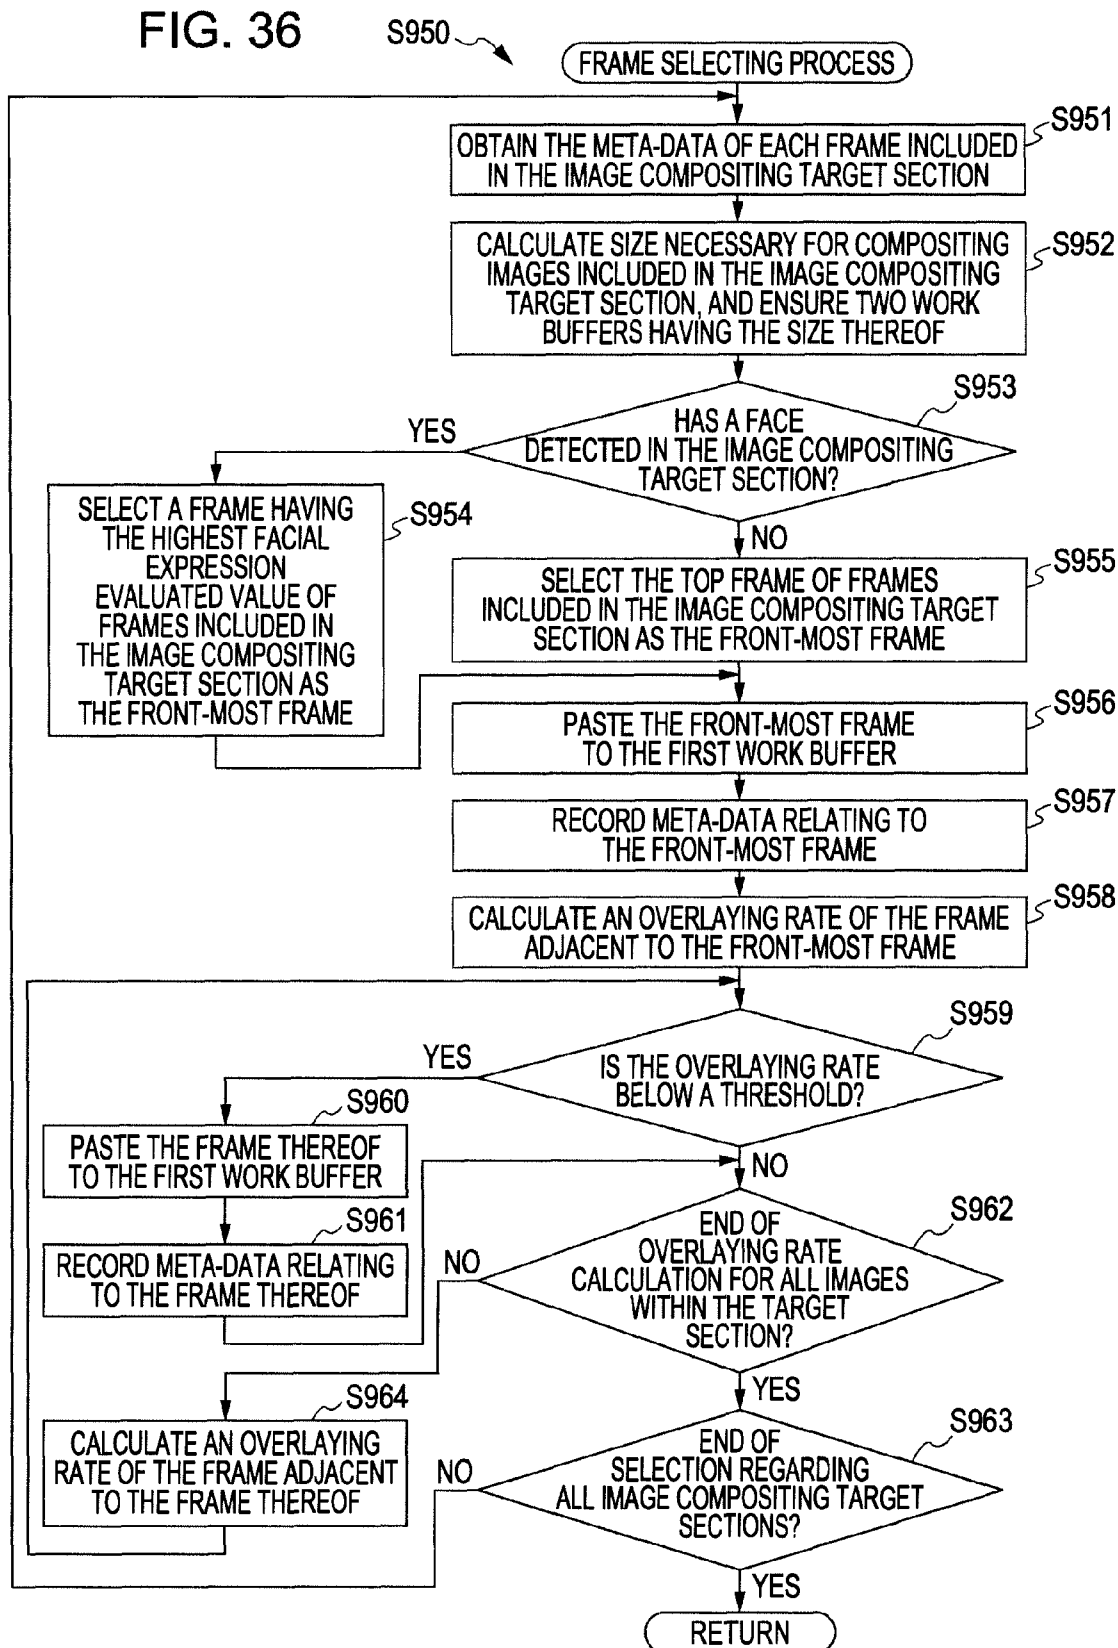 FIG. 36
S950
FRAME SELECTING PROCESS
S951
OBTAIN THE META-DATA OF EACH FRAME INCLUDED
IN THE IMAGE COMPOSITING TARGET SECTION
S952
CALCULATE SIZE NECESSARY FOR COMPOSITING
IMAGES INCLUDED IN THE IMAGE COMPOSITING
TARGET SECTION, AND ENSURE TWO WORK
BUFFERS HAVING THE SIZE THEREOF
S953
HAS A FACE
DETECTED IN THE IMAGE COMPOSITING
TARGET SECTION?
YES
NO
S954
SELECT A FRAME HAVING
THE HIGHEST FACIAL
EXPRESSION
EVALUATED VALUE OF
FRAMES INCLUDED IN
THE IMAGE COMPOSITING
TARGET SECTION AS
THE FRONT-MOST FRAME
S955
SELECT THE TOP FRAME OF FRAMES
INCLUDED IN THE IMAGE COMPOSITING TARGET
SECTION AS THE FRONT-MOST FRAME
S956
PASTE THE FRONT-MOST FRAME
TO THE FIRST WORK BUFFER
S957
RECORD META-DATA RELATING TO
THE FRONT-MOST FRAME
S958
CALCULATE AN OVERLAYING RATE OF THE FRAME
ADJACENT TO THE FRONT-MOST FRAME
S959
IS THE OVERLAYING RATE
BELOW A THRESHOLD?
YES
NO
S960
PASTE THE FRAME THEREOF
TO THE FIRST WORK BUFFER
S961
RECORD META-DATA RELATING
TO THE FRAME THEREOF
S962
END OF
OVERLAYING RATE
CALCULATION FOR ALL IMAGES
WITHIN THE TARGET
SECTION?
NO
YES
S964
CALCULATE AN OVERLAYING
RATE OF THE FRAME ADJACENT
TO THE FRAME THEREOF
S963
END OF
SELECTION REGARDING
ALL IMAGE COMPOSITING TARGET
SECTIONS?
NO
YES
RETURN